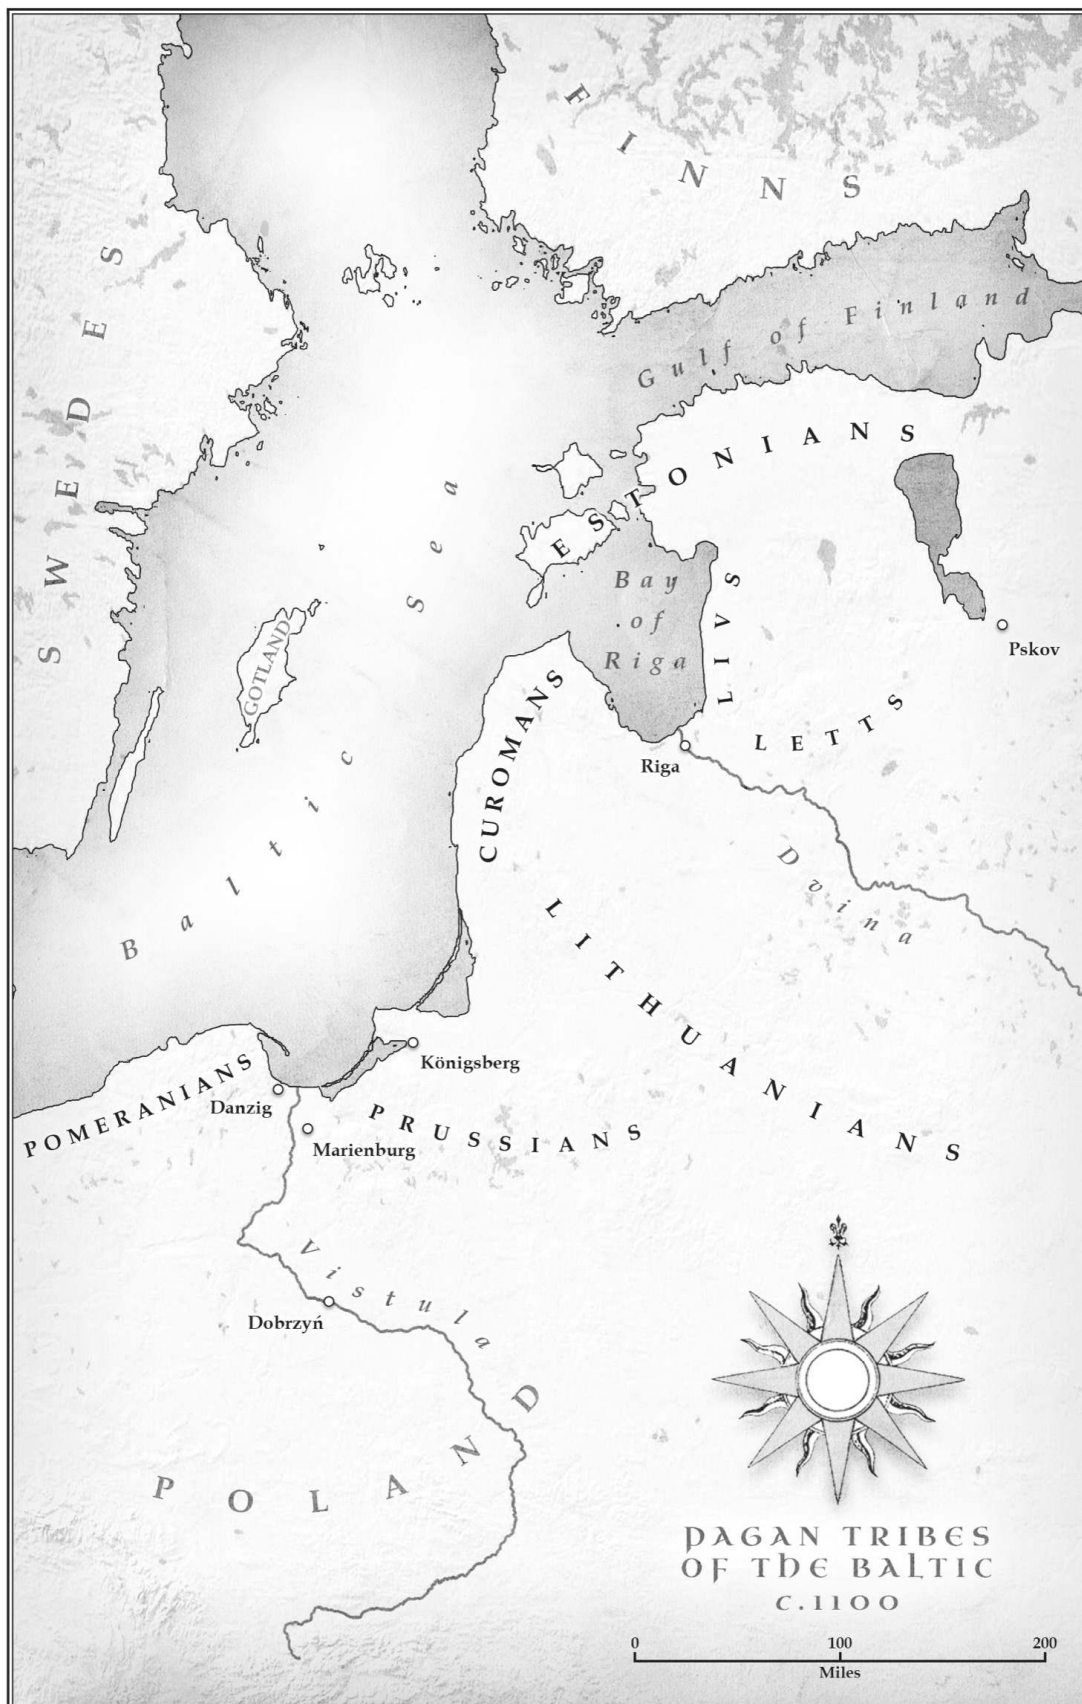 FINNS
SWEDES
Gulf of Finland
ESTONIANS
Baltic Sea
Bay
of
Riga
LIVS
GOTLAND
Pskov
CUROMANS
LETTS
Riga
Dvina
LITHUANIANS
Königsberg
POMERANIANS
Danzig
PRUSSIANS
Marienburg
Vistula
Dobrzyń
POLAND
PAGAN TRIBES
OF THE BALTIC
C.1100
0 100 200
Miles